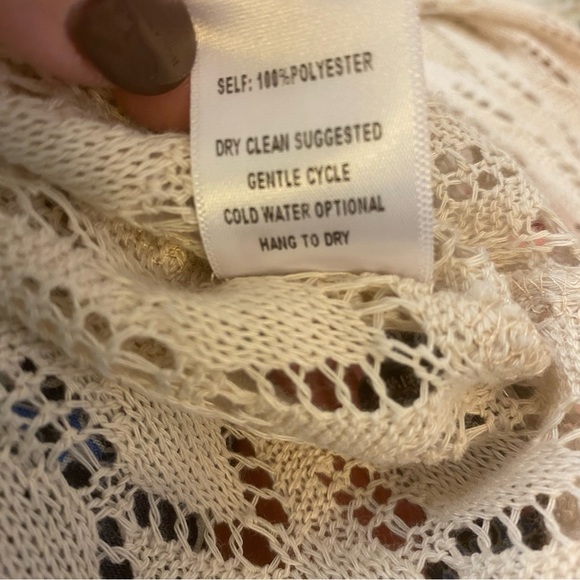 SELF: 100%POLYESTER
DRY CLEAN SUGGESTED
GENTLE CYCLE
COLD WATER OPTIONAL
HANG TO DRY